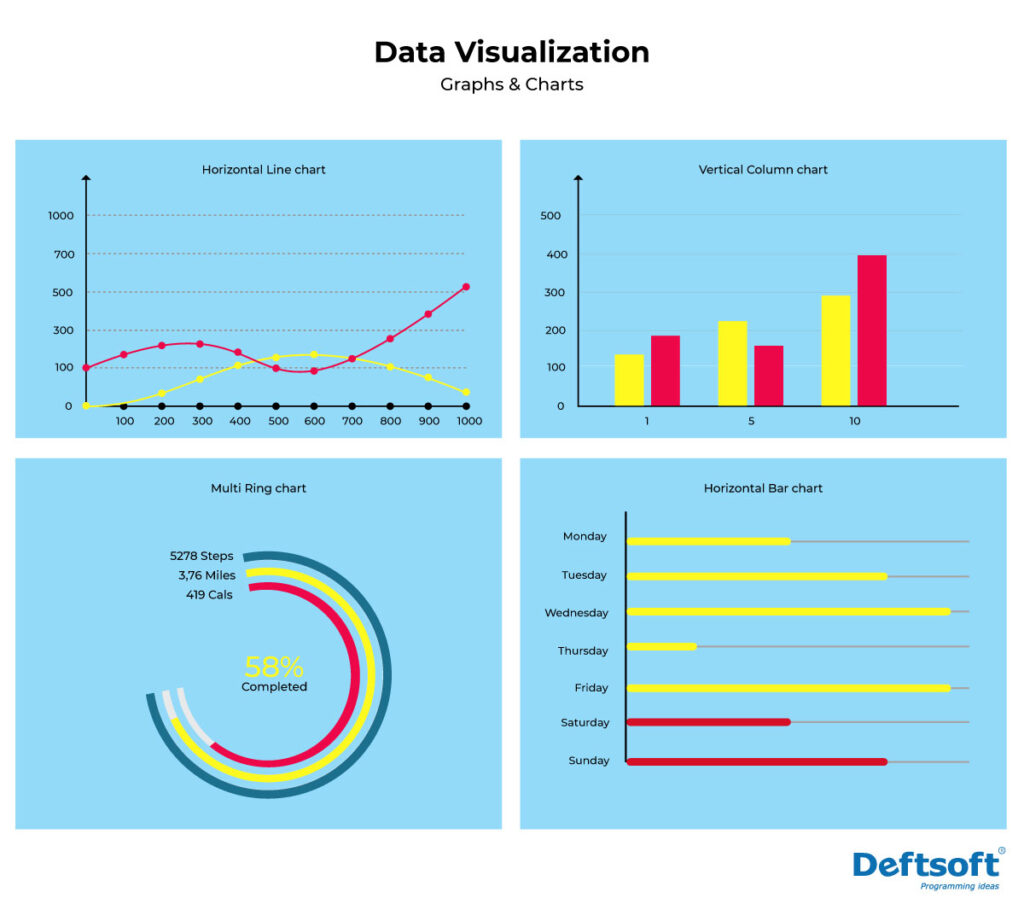 Data Visualization
Graphs & Charts
Horizontal Line chart
1000
700
500
300
100
0
100 200 300 400 500 600 700 800 900 1000
Vertical Column chart
500
400
300
200
100
0
1 5 10
Multi Ring chart
5278 Steps
3,76 Miles
419 Cals
58%
Completed
Horizontal Bar chart
Monday
Tuesday
Wednesday
Thursday
Friday
Saturday
Sunday
Deftsoft®
Programming ideas